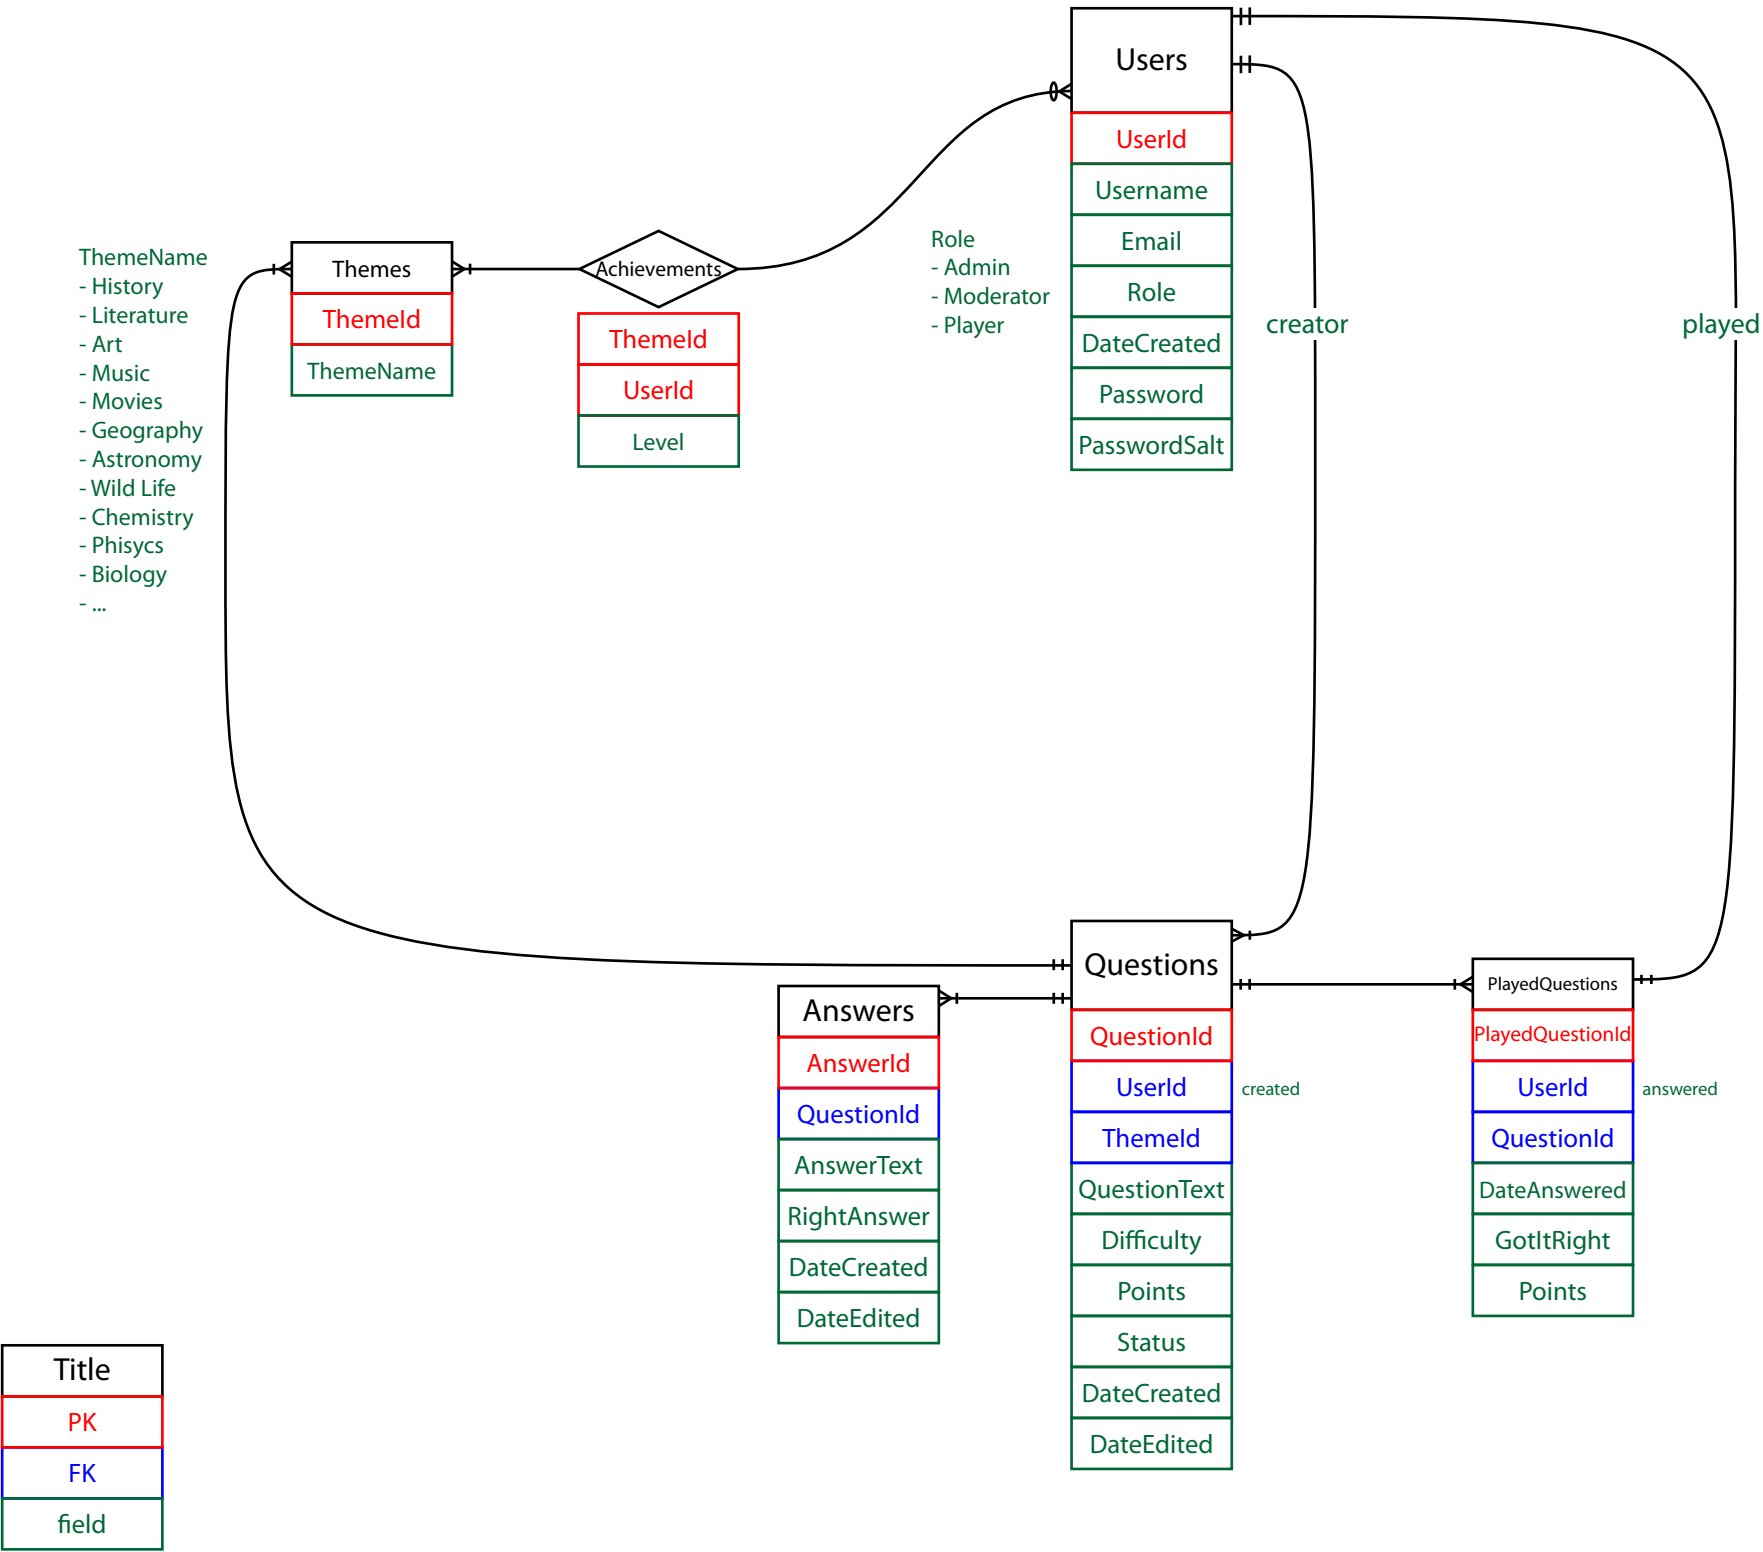 Users
UserId
Username
Email
Role
DateCreated
Password
PasswordSalt
Role
- Admin
- Moderator
- Player
creator
played
ThemeName
- History
- Literature
- Art
- Music
- Movies
- Geography
- Astronomy
- Wild Life
- Chemistry
- Phisycs
- Biology
- ...
Themes
ThemeId
ThemeName
Achievements
ThemeId
UserId
Level
Answers
AnswerId
QuestionId
AnswerText
RightAnswer
DateCreated
DateEdited
Questions
QuestionId
UserId
created
ThemeId
QuestionText
Difficulty
Points
Status
DateCreated
DateEdited
PlayedQuestions
PlayedQuestionId
UserId
answered
QuestionId
DateAnswered
GotItRight
Points
Title
PK
FK
field